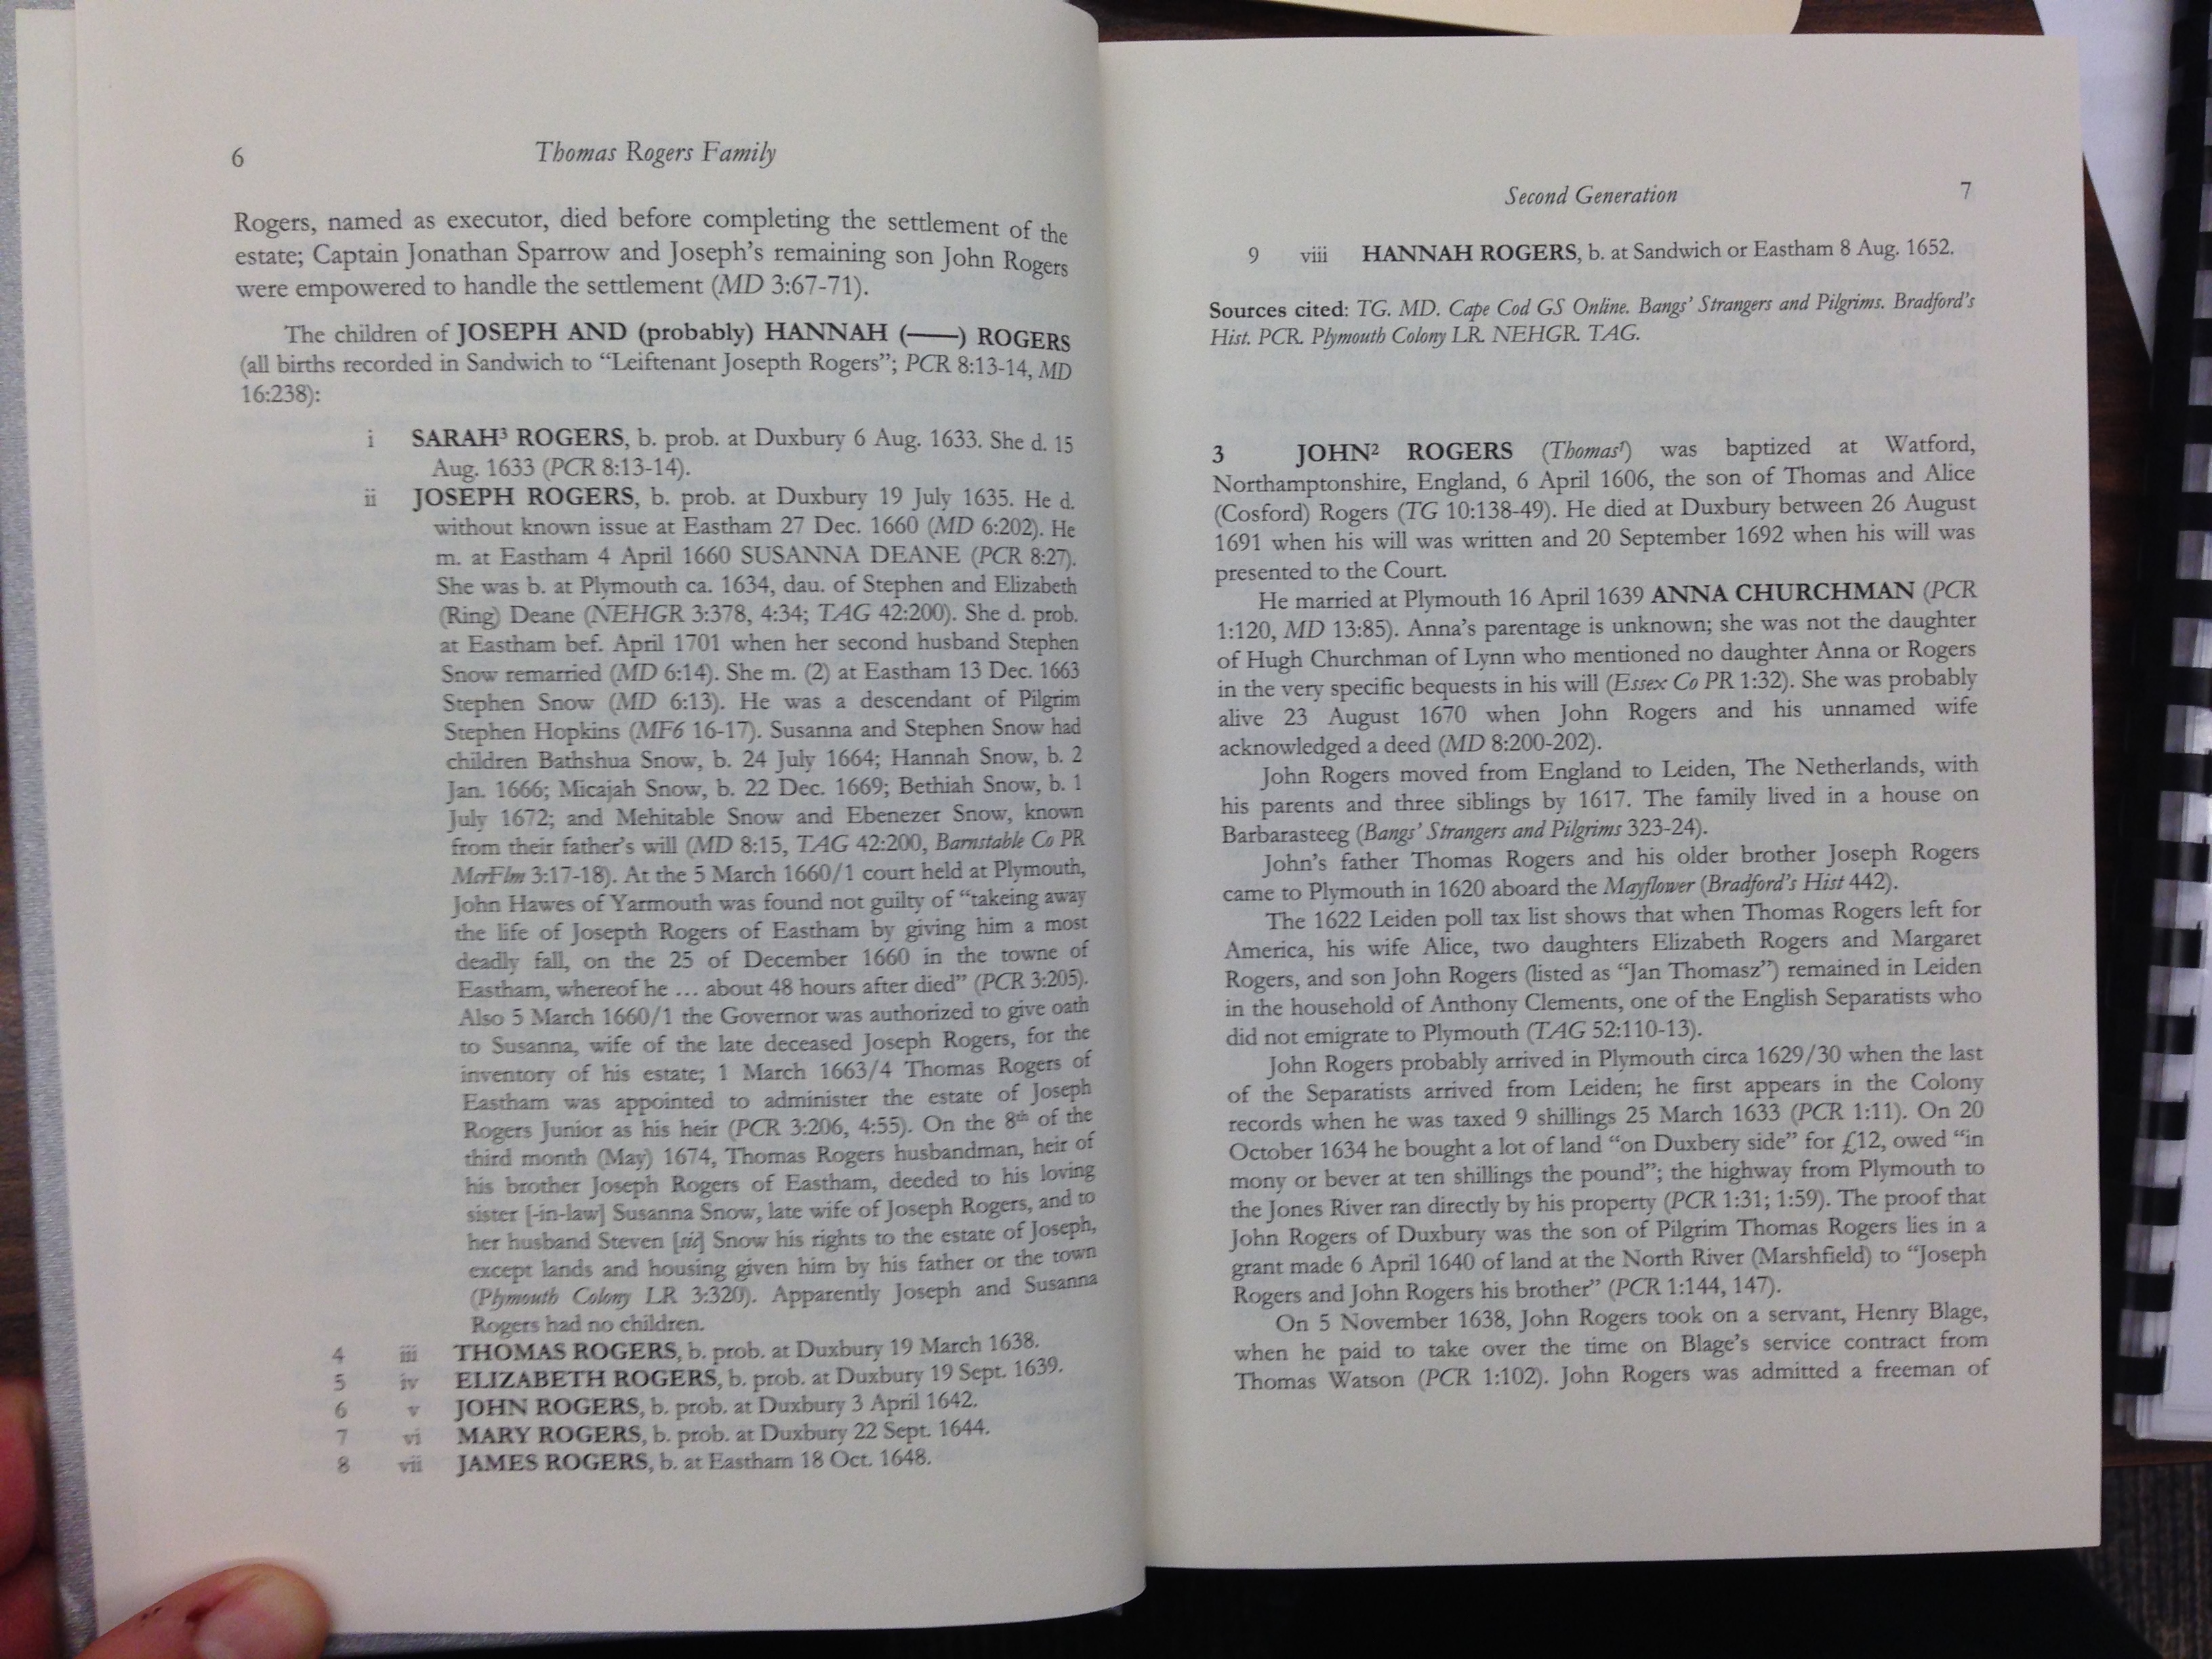 6
Thomas Rogers Family
Rogers, named as executor, died before completing the settlement of the
estate; Captain Jonathan Sparrow and Joseph's remaining son John Rogers
were empowered to handle the settlement (MD 3:67-71).
The children of JOSEPH AND (probably) HANNAH (——) ROGERS
(all births recorded in Sandwich to “Leiftenant Josepth Rogers”; PCR 8:13-14, MD
16:238):
i SARAH³ ROGERS, b. prob. at Duxbury 6 Aug. 1633. She d. 15
Aug. 1633 (PCR 8:13-14).
ii JOSEPH ROGERS, b. prob. at Duxbury 19 July 1635. He d.
without known issue at Eastham 27 Dec. 1660 (MD 6:202). He
m. at Eastham 4 April 1660 SUSANNA DEANE (PCR 8:27).
She was b. at Plymouth ca. 1634, dau. of Stephen and Elizabeth
(Ring) Deane (NEHGR 3:378, 4:34; TAG 42:200). She d. prob.
at Eastham bef. April 1701 when her second husband Stephen
Snow remarried (MD 6:14). She m. (2) at Eastham 13 Dec. 1663
Stephen Snow (MD 6:13). He was a descendant of Pilgrim
Stephen Hopkins (MF6 16-17). Susanna and Stephen Snow had
children Bathshua Snow, b. 24 July 1664; Hannah Snow, b. 2
Jan. 1666; Micajah Snow, b. 22 Dec. 1669; Bethiah Snow, b. 1
July 1672; and Mehitable Snow and Ebenezer Snow, known
from their father's will (MD 8:15, TAG 42:200, Barnstable Co PR
McrFlm 3:17-18). At the 5 March 1660/1 court held at Plymouth,
John Hawes of Yarmouth was found not guilty of “takeing away
the life of Josepth Rogers of Eastham by giving him a most
deadly fall, on the 25 of December 1660 in the towne of
Eastham, whereof he … about 48 hours after died” (PCR 3:205).
Also 5 March 1660/1 the Governor was authorized to give oath
to Susanna, wife of the late deceased Joseph Rogers, for the
inventory of his estate; 1 March 1663/4 Thomas Rogers of
Eastham was appointed to administer the estate of Joseph
Rogers Junior as his heir (PCR 3:206, 4:55). On the 8th of the
third month (May) 1674, Thomas Rogers husbandman, heir of
his brother Joseph Rogers of Eastham, deeded to his loving
sister [-in-law] Susanna Snow, late wife of Joseph Rogers, and to
her husband Steven [sic] Snow his rights to the estate of Joseph,
except lands and housing given him by his father or the town
(Plymouth Colony LR 3:320). Apparently Joseph and Susanna
Rogers had no children.
4 iii THOMAS ROGERS, b. prob. at Duxbury 19 March 1638.
5 iv ELIZABETH ROGERS, b. prob. at Duxbury 19 Sept. 1639.
6 v JOHN ROGERS, b. prob. at Duxbury 3 April 1642.
7 vi MARY ROGERS, b. prob. at Duxbury 22 Sept. 1644.
8 vii JAMES ROGERS, b. at Eastham 18 Oct. 1648.
Second Generation
7
9 viii HANNAH ROGERS, b. at Sandwich or Eastham 8 Aug. 1652.
Sources cited: TG. MD. Cape Cod GS Online. Bangs' Strangers and Pilgrims. Bradford's
Hist. PCR. Plymouth Colony LR. NEHGR. TAG.
3 JOHN² ROGERS (Thomas¹) was baptized at Watford,
Northamptonshire, England, 6 April 1606, the son of Thomas and Alice
(Cosford) Rogers (TG 10:138-49). He died at Duxbury between 26 August
1691 when his will was written and 20 September 1692 when his will was
presented to the Court.
He married at Plymouth 16 April 1639 ANNA CHURCHMAN (PCR
1:120, MD 13:85). Anna's parentage is unknown; she was not the daughter
of Hugh Churchman of Lynn who mentioned no daughter Anna or Rogers
in the very specific bequests in his will (Essex Co PR 1:32). She was probably
alive 23 August 1670 when John Rogers and his unnamed wife
acknowledged a deed (MD 8:200-202).
John Rogers moved from England to Leiden, The Netherlands, with
his parents and three siblings by 1617. The family lived in a house on
Barbarasteeg (Bangs' Strangers and Pilgrims 323-24).
John's father Thomas Rogers and his older brother Joseph Rogers
came to Plymouth in 1620 aboard the Mayflower (Bradford's Hist 442).
The 1622 Leiden poll tax list shows that when Thomas Rogers left for
America, his wife Alice, two daughters Elizabeth Rogers and Margaret
Rogers, and son John Rogers (listed as “Jan Thomasz”) remained in Leiden
in the household of Anthony Clements, one of the English Separatists who
did not emigrate to Plymouth (TAG 52:110-13).
John Rogers probably arrived in Plymouth circa 1629/30 when the last
of the Separatists arrived from Leiden; he first appears in the Colony
records when he was taxed 9 shillings 25 March 1633 (PCR 1:11). On 20
October 1634 he bought a lot of land “on Duxbery side” for £12, owed “in
mony or bever at ten shillings the pound”; the highway from Plymouth to
the Jones River ran directly by his property (PCR 1:31; 1:59). The proof that
John Rogers of Duxbury was the son of Pilgrim Thomas Rogers lies in a
grant made 6 April 1640 of land at the North River (Marshfield) to “Joseph
Rogers and John Rogers his brother” (PCR 1:144, 147).
On 5 November 1638, John Rogers took on a servant, Henry Blage,
when he paid to take over the time on Blage's service contract from
Thomas Watson (PCR 1:102). John Rogers was admitted a freeman of